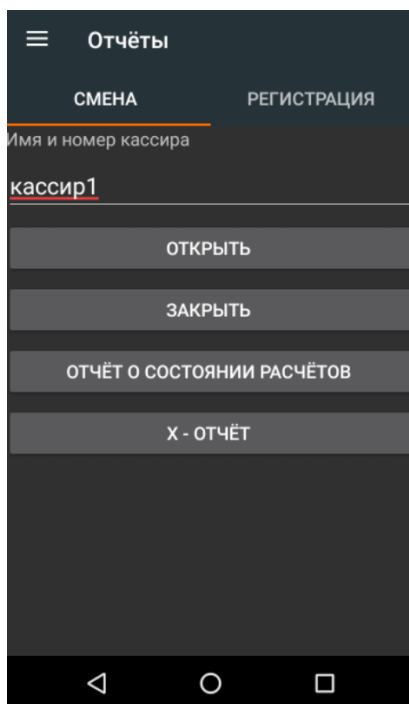 Отчёты
СМЕНА РЕГИСТРАЦИЯ
Имя и номер кассира
кассир1
ОТКРЫТЬ
ЗАКРЫТЬ
ОТЧЁТ О СОСТОЯНИИ РАСЧЁТОВ
Х - ОТЧЁТ